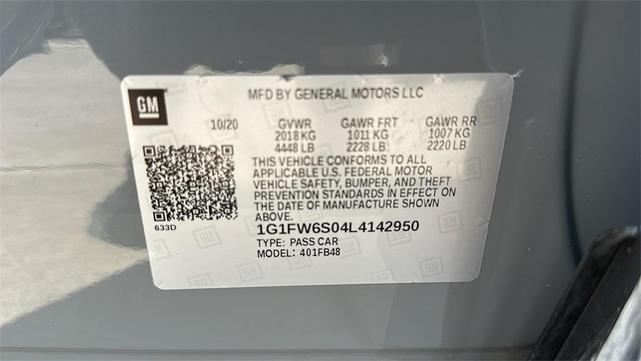 GM
MFD BY GENERAL MOTORS LLC
10/20 GVWR GAWR FRT GAWR RR
2018 KG 1011 KG 1007 KG
4448 LB 2228 LB 2220 LB
THIS VEHICLE CONFORMS TO ALL
APPLICABLE U.S. FEDERAL MOTOR
VEHICLE SAFETY, BUMPER, AND THEFT
PREVENTION STANDARDS IN EFFECT ON
THE DATE OF MANUFACTURE SHOWN
ABOVE.
633D
1G1FW6S04L4142950
TYPE: PASS CAR
MODEL: 401FB48